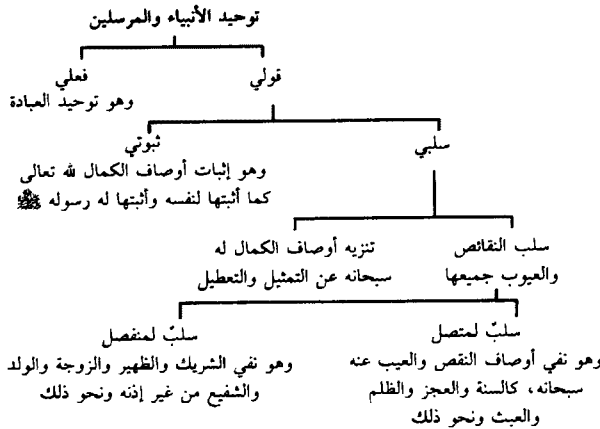 توحيد الأنبياء والمرسلين
قولي
فعلي
وهو توحيد العبادة
سلبي
ثبوتي
وهو إثبات أوصاف الكمال لله تعالى
كما أثبتها لنفسه وأثبتها له رسوله ﷺ
سلب النقائص
والعيوب جميعها
تنزيه أوصاف الكمال له
سبحانه عن التمثيل والتعطيل
سلبٌ لمتصل
وهو نفي أوصاف النقص والعيب عنه
سبحانه، كالسنة والعجز والظلم
والعبث ونحو ذلك
سلبٌ لمنفصل
وهو نفي الشريك والظهير والزوجة والولد
والشفيع من غير إذنه ونحو ذلك